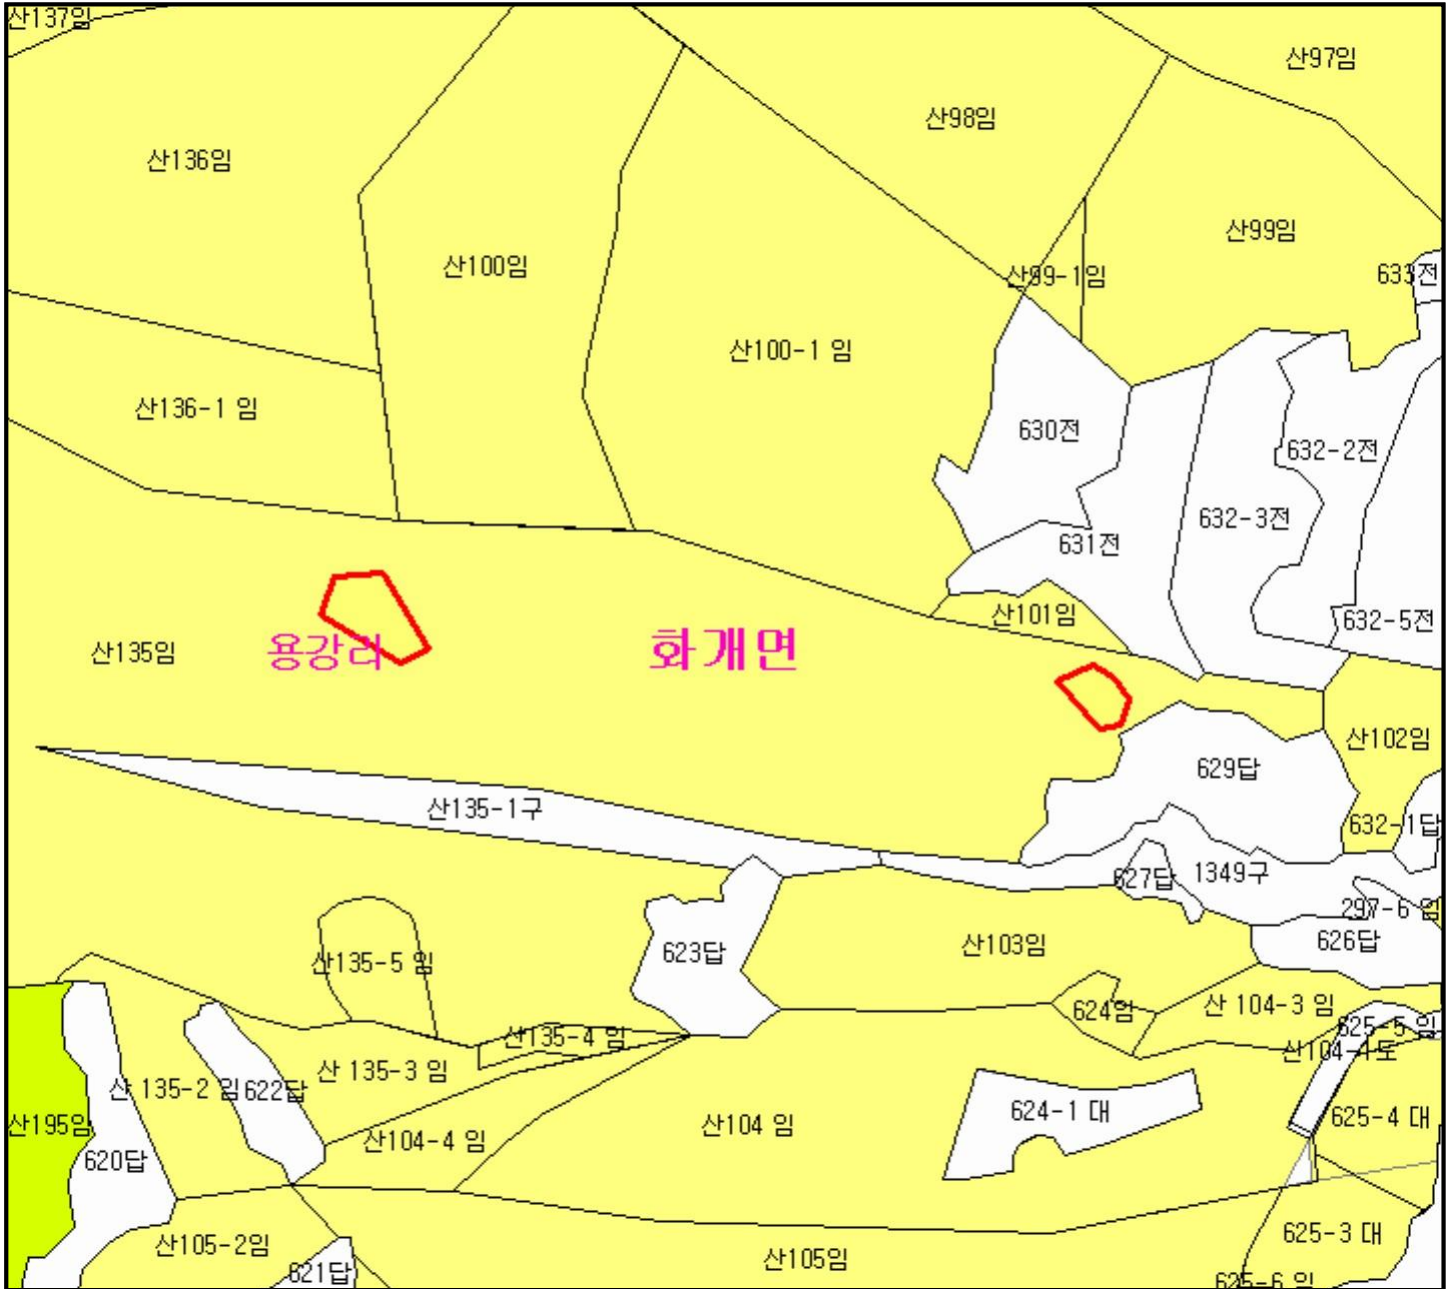 산137임
산97임
산98임
산136임
산99임
산100임
산99-1임
633전
산100-1 임
산136-1 임
630전
632-2전
632-3전
631전
산101임
632-5전
산135임
용강리
화개면
산102임
629답
산135-1구
632-1답
627답
1349구
297-6 임
산103임
626답
623답
산135-5 임
624임
산 104-3 임
625-5 임
산135-4 임
산104-1도
산 135-3 임
산 135-2 임
622답
624-1 대
625-4 대
산195임
산104 임
산104-4 임
620답
625-3 대
산105-2임
산105임
621답
625-6 임